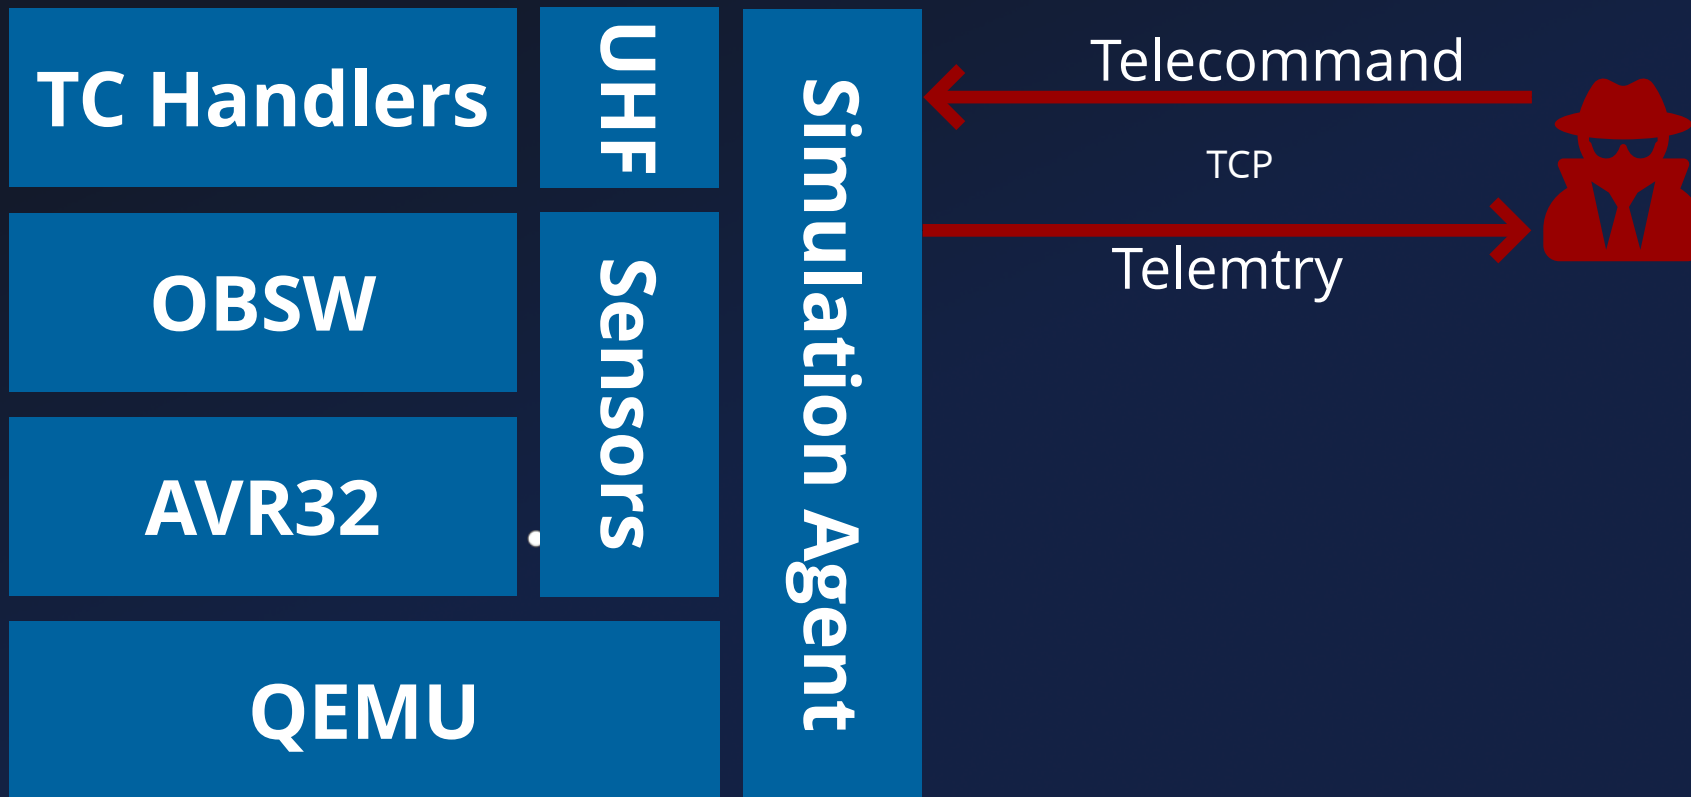 TC Handlers
UHF
Simulation Agent
Telecommand
TCP
Telemtry
OBSW
Sensors
AVR32
QEMU